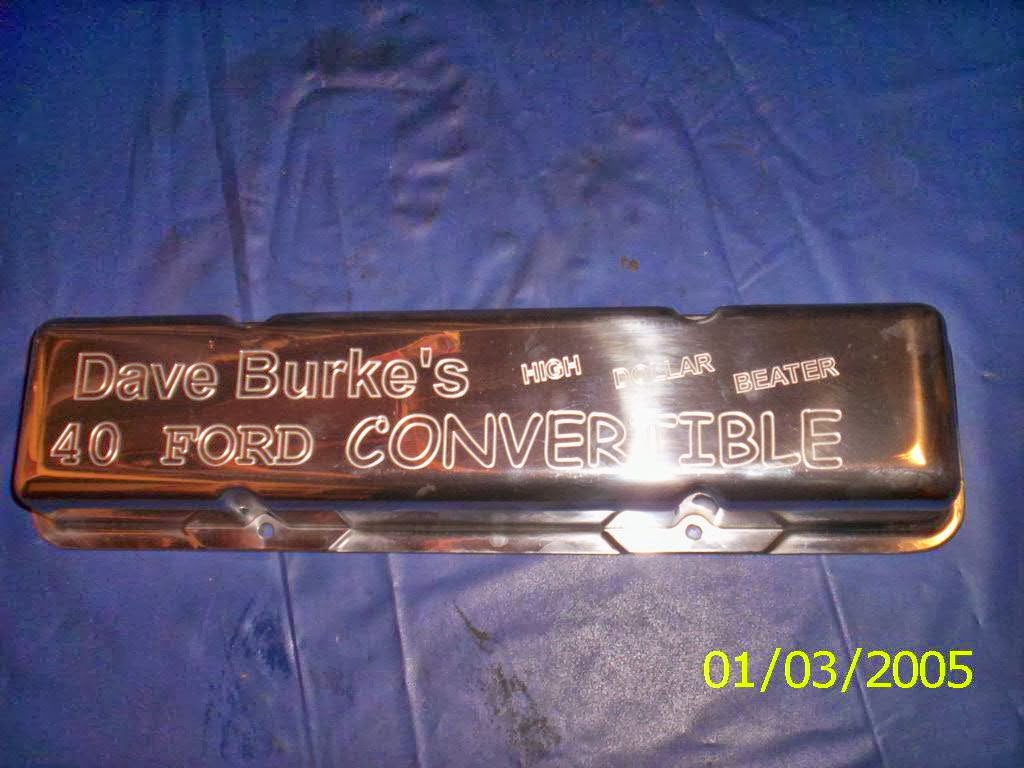 Dave Burke's HIGH DOLLAR BEATER
40 FORD CONVERTIBLE
01/03/2005